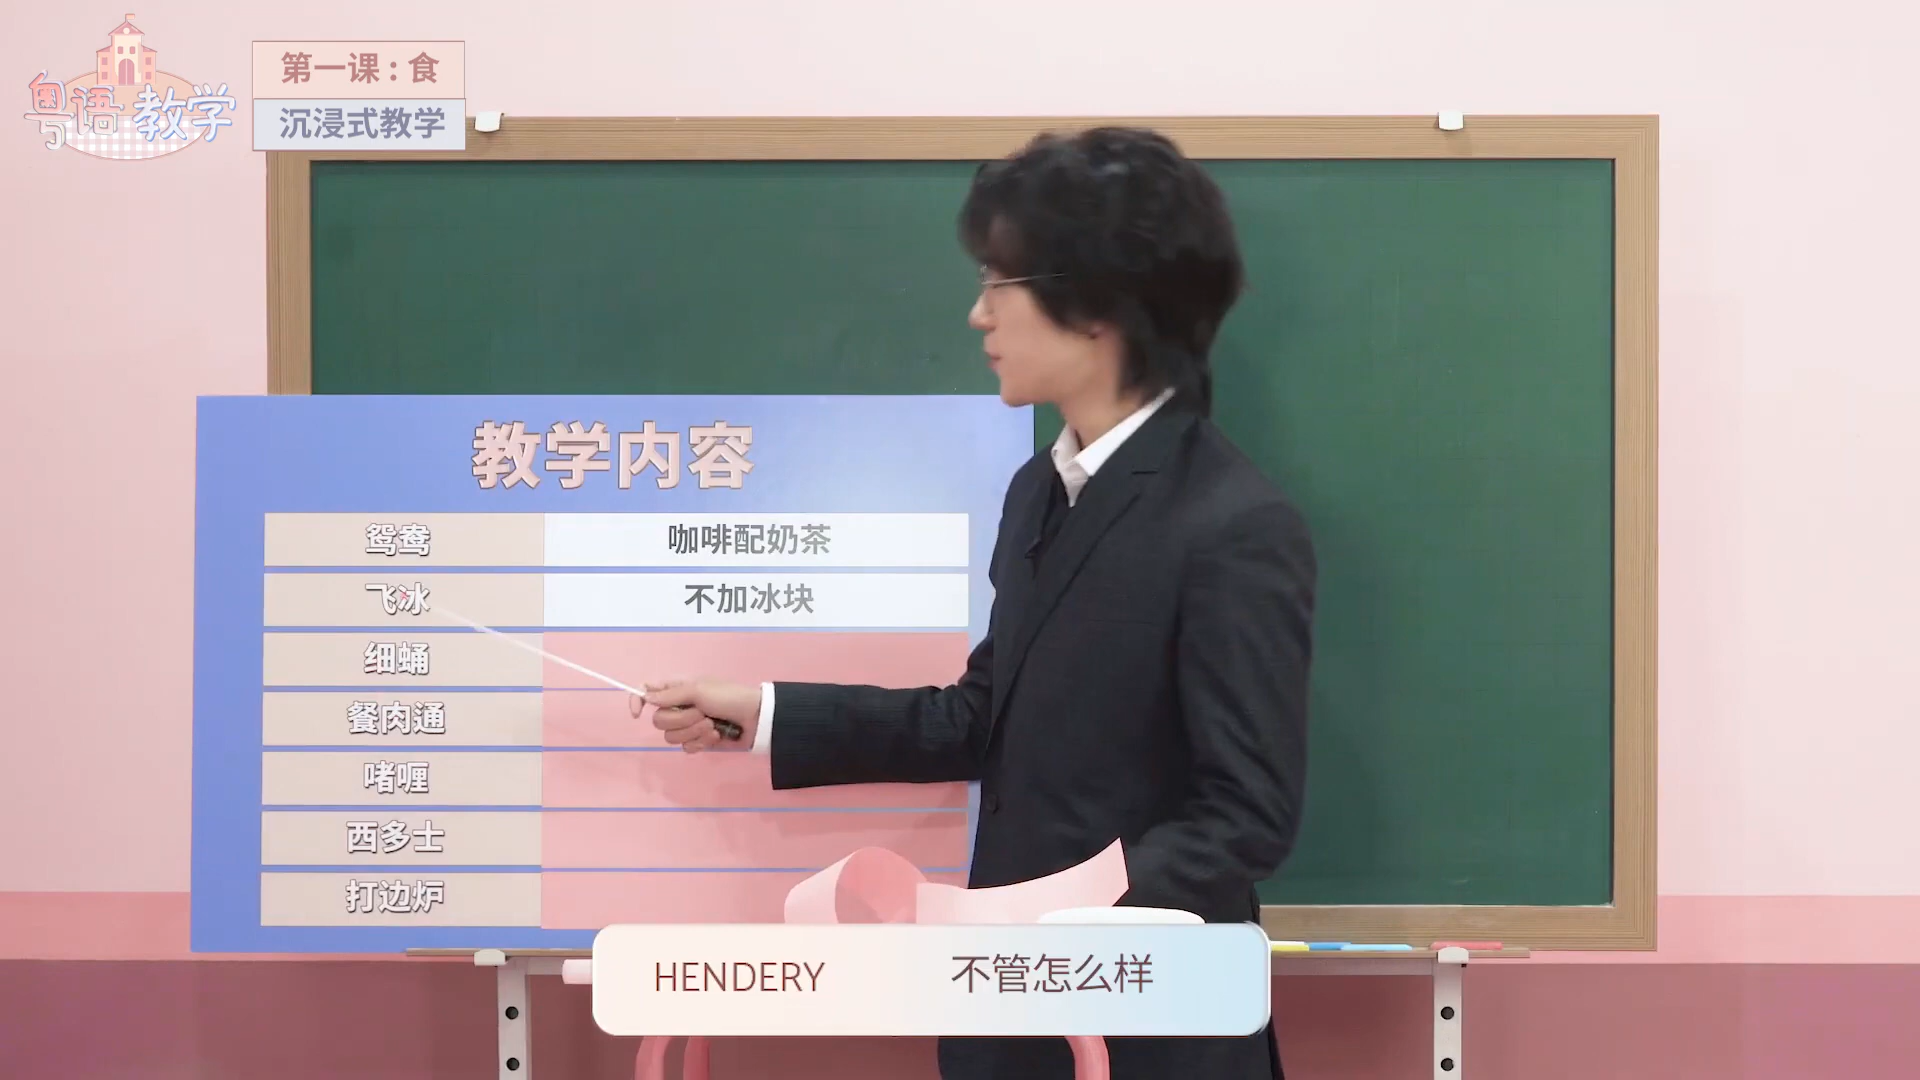 粤语教学
第一课：食
沉浸式教学
教学内容
鸳鸯 咖啡配奶茶
飞冰 不加冰块
细蛹
餐肉通
啫喱
西多士
打边炉
HENDERY 不管怎么样